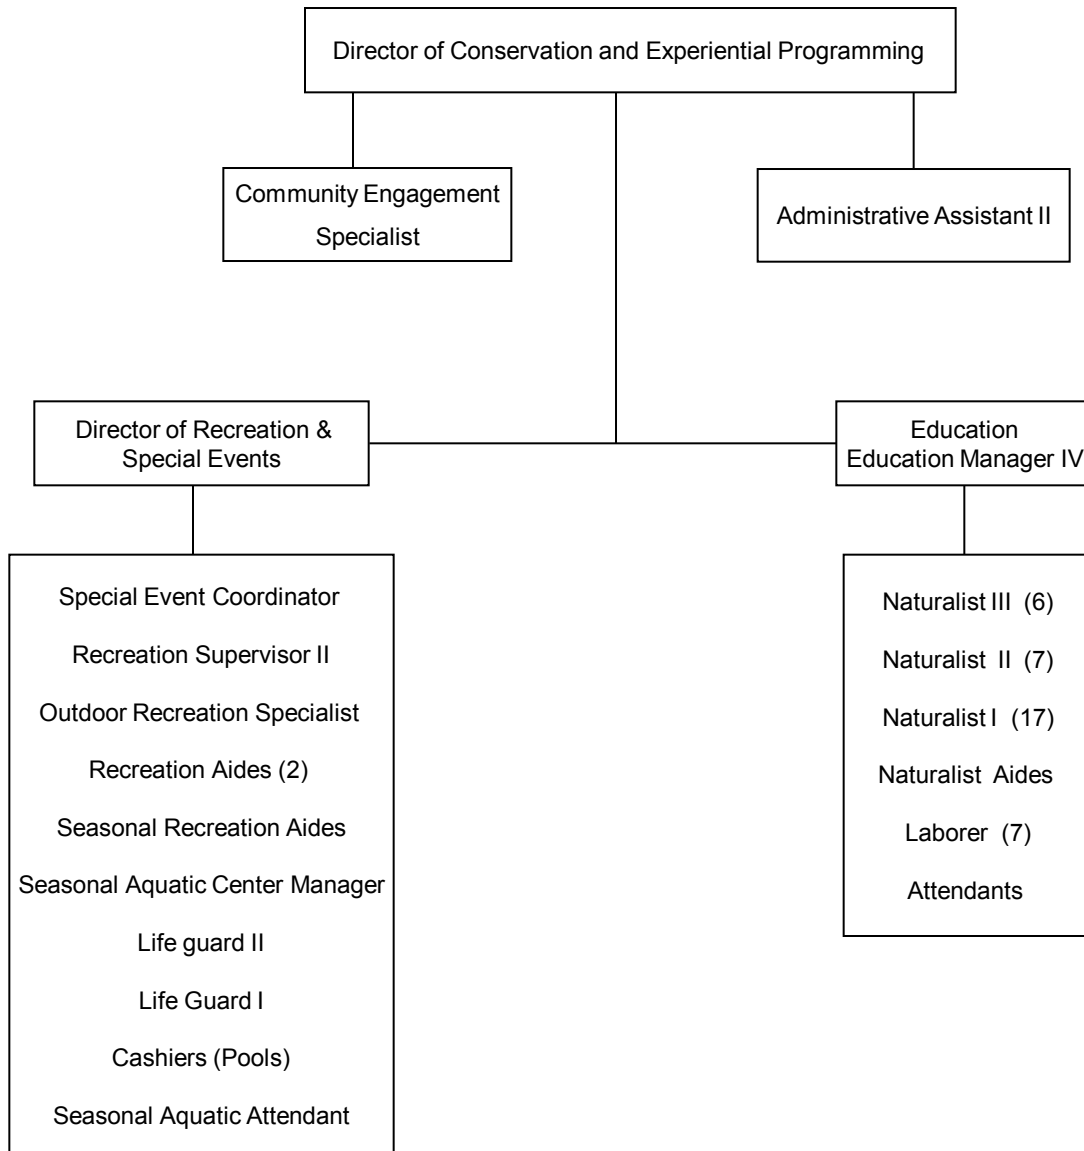 Director of Conservation and Experiential Programming
Community Engagement
Specialist
Administrative Assistant II
Director of Recreation &
Special Events
Education
Education Manager IV
Special Event Coordinator
Recreation Supervisor II
Outdoor Recreation Specialist
Recreation Aides (2)
Seasonal Recreation Aides
Seasonal Aquatic Center Manager
Life guard II
Life Guard I
Cashiers (Pools)
Seasonal Aquatic Attendant
Naturalist III (6)
Naturalist II (7)
Naturalist I (17)
Naturalist Aides
Laborer (7)
Attendants